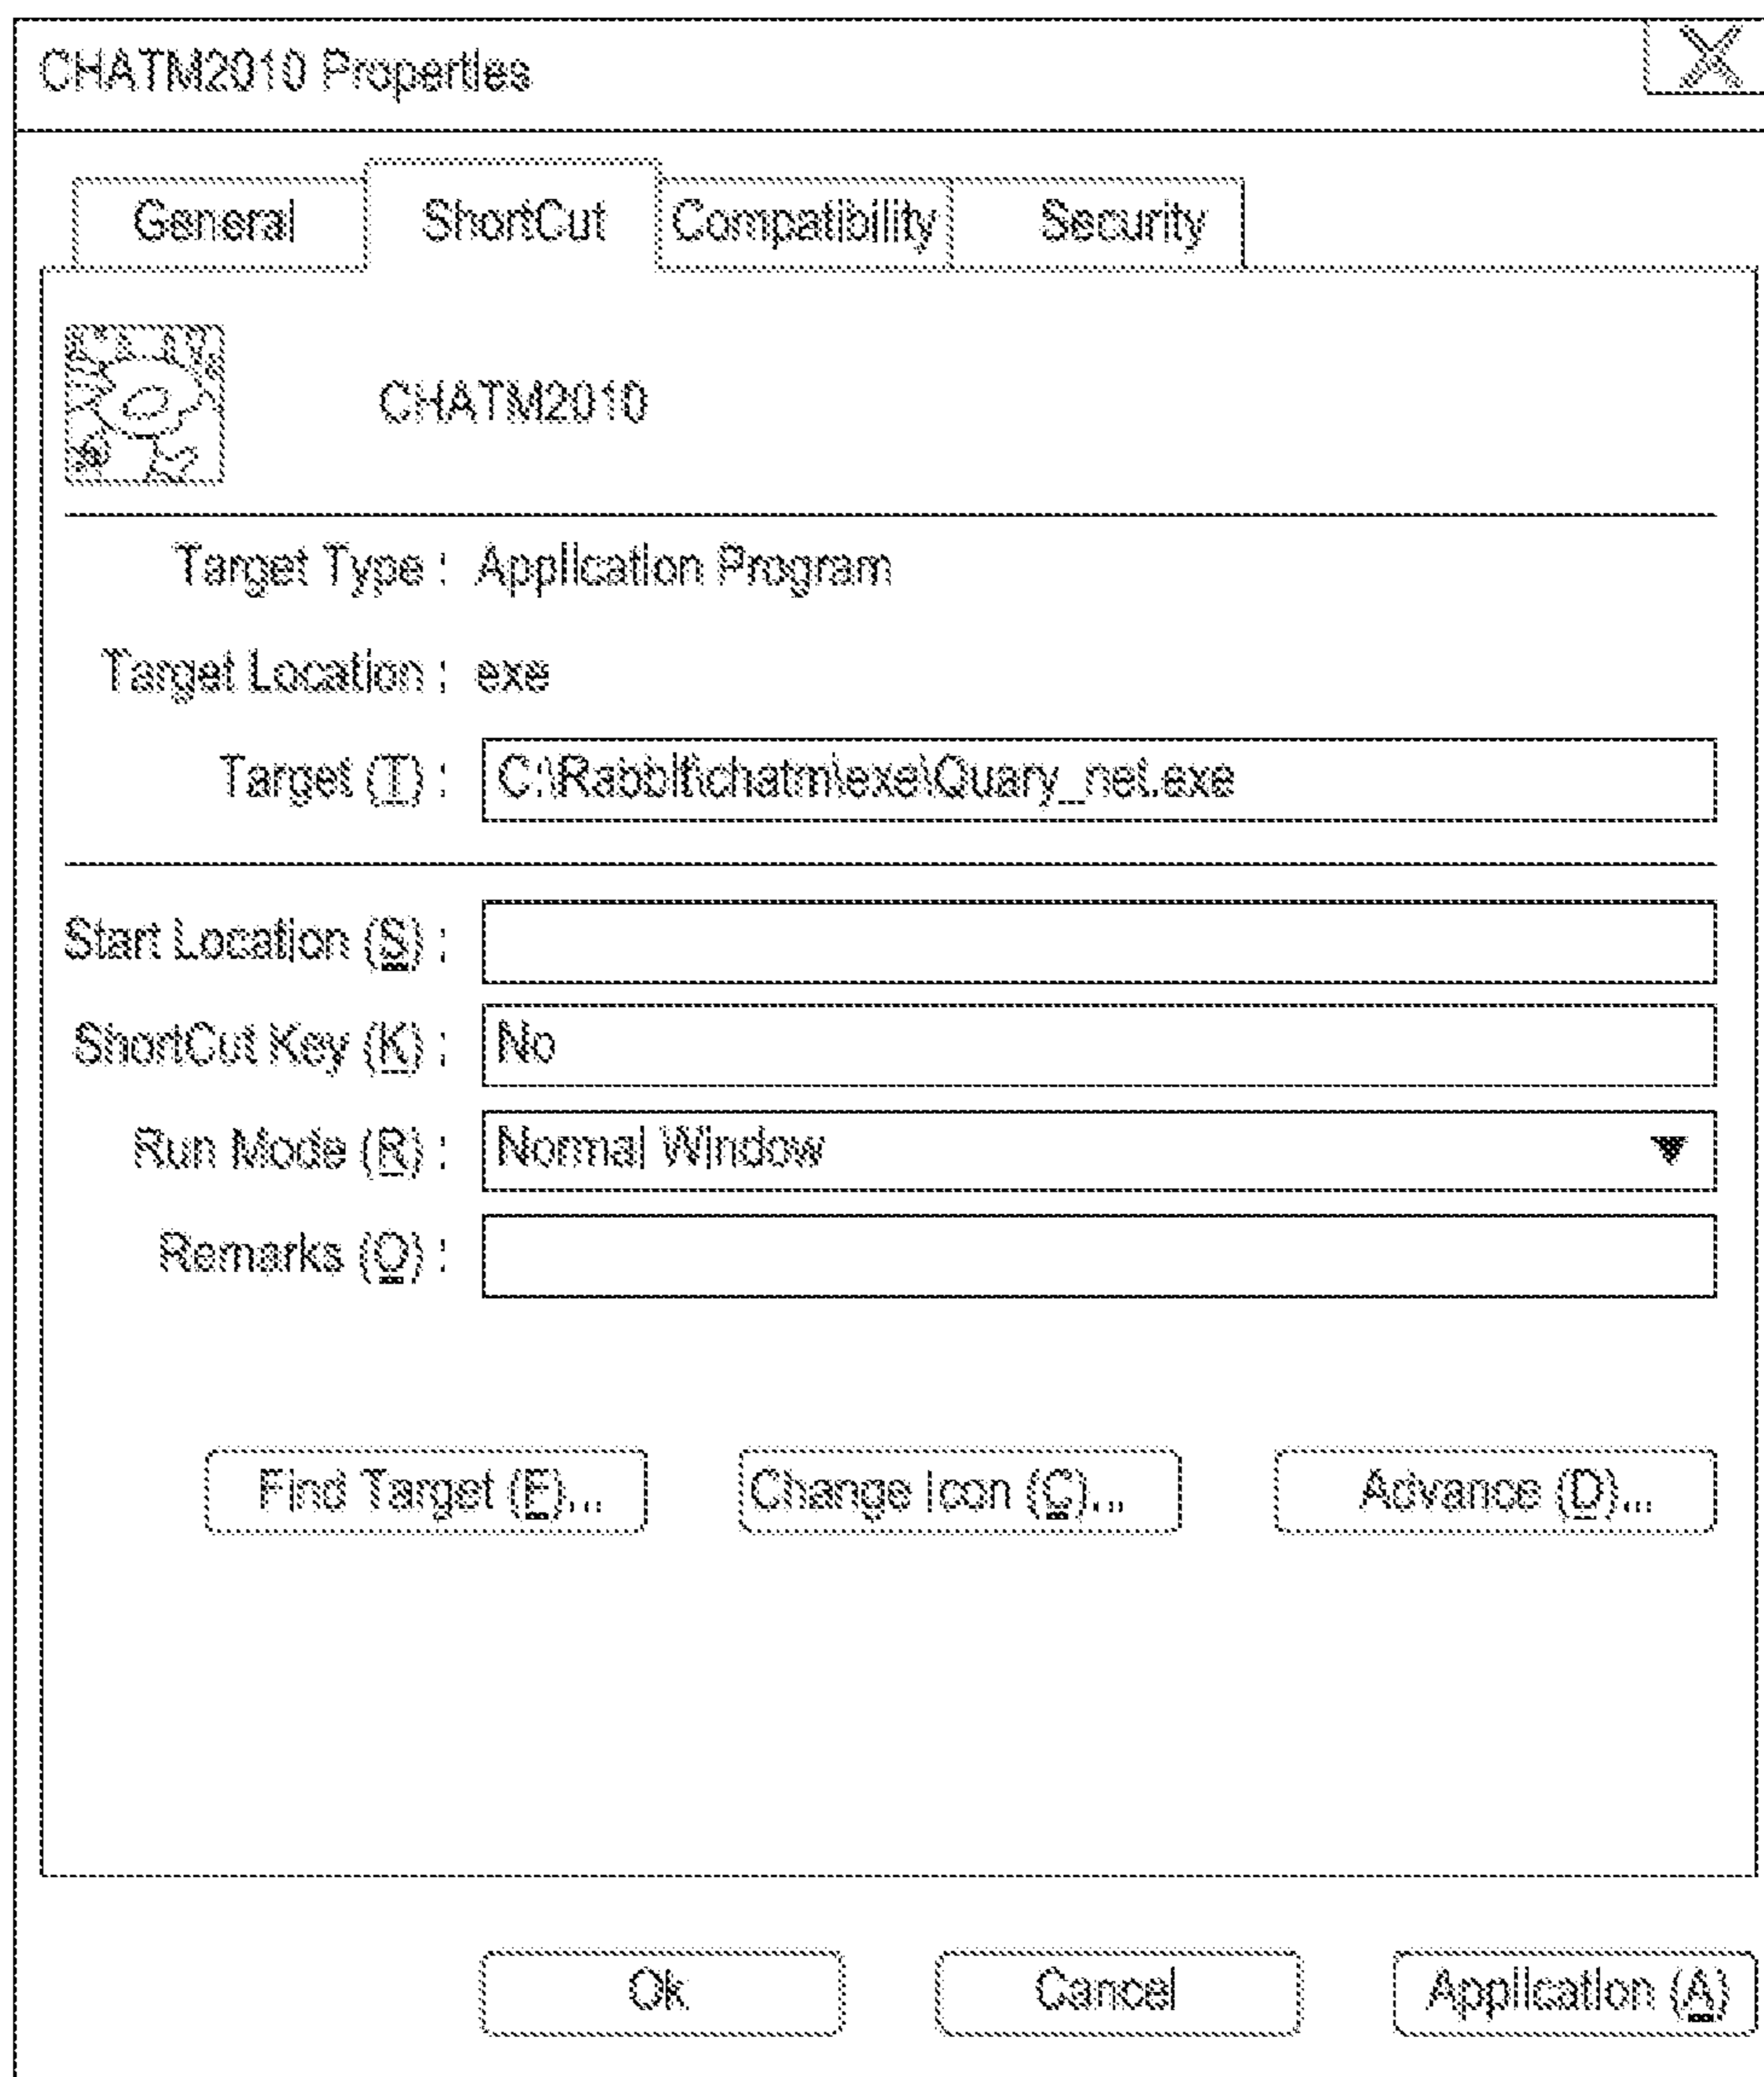 CHATM2010 Properties
General ShortCut Compatibility Security
CHATM2010
Target Type : Application Program
Target Location : exe
Target (T) : C:\Rabbit\chatm\exe\Quary_net.exe
Start Location (S) :
ShortCut Key (K) : No
Run Mode (R) : Normal Window
Remarks (O) :
Find Target (F)... Change Icon (C)... Advance (D)...
Ok Cancel Application (A)